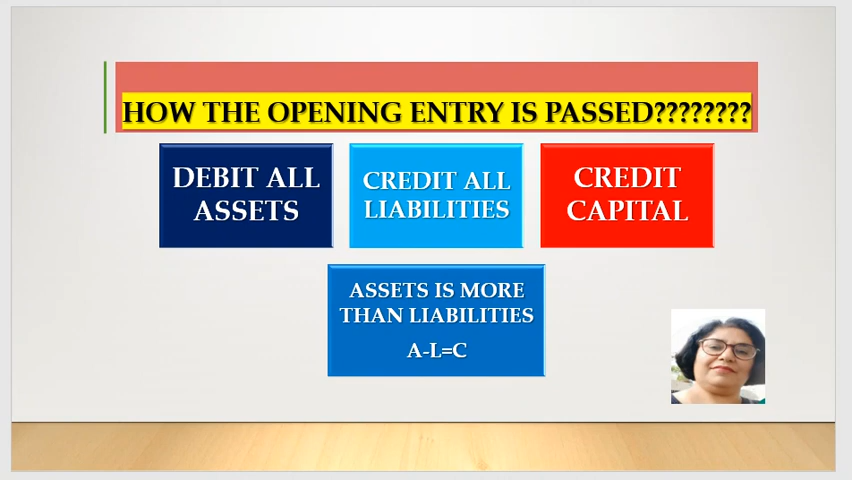 HOW THE OPENING ENTRY IS PASSED????????
DEBIT ALL
ASSETS
CREDIT ALL
LIABILITIES
CREDIT
CAPITAL
ASSETS IS MORE
THAN LIABILITIES
A-L=C